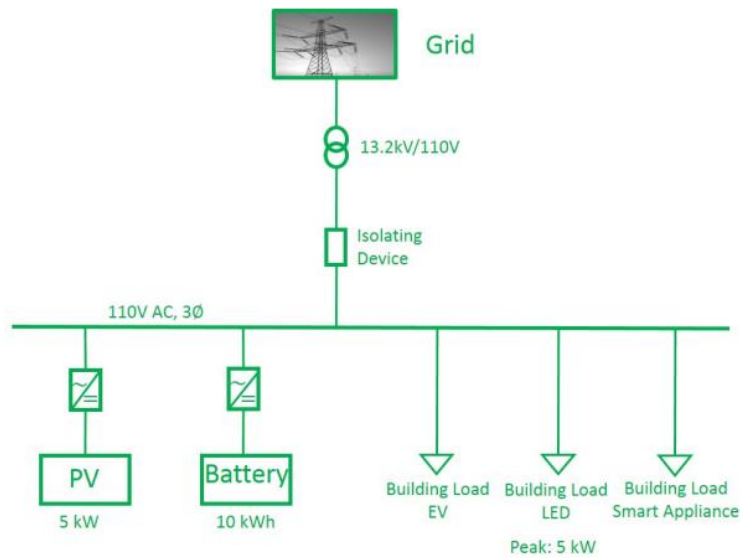 Grid
13.2kV/110V
Isolating
Device
110V AC, 3Ø
PV
5 kW
Battery
10 kWh
Building Load
EV
Building Load
LED
Building Load
Smart Appliance
Peak: 5 kW